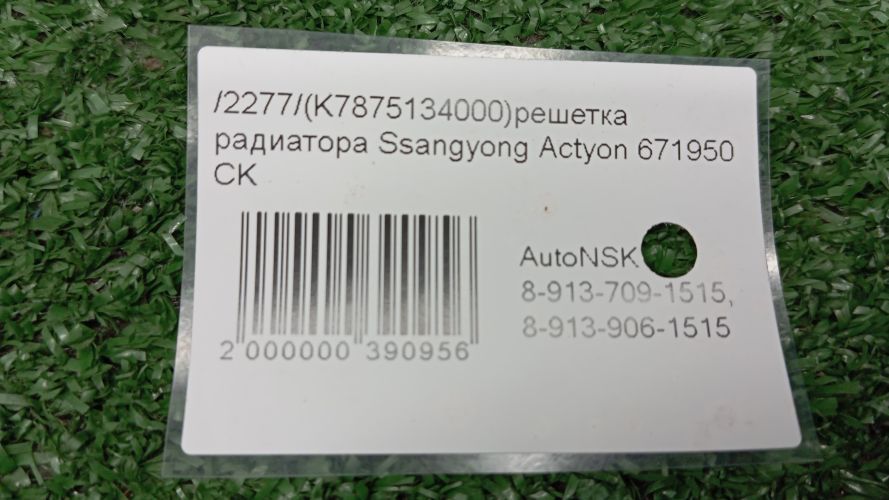 /2277/(K7875134000)решетка
радиатора Ssangyong Actyon 671950
CK
AutoNSK
8-913-709-1515,
8-913-906-1515
2 000000 390956